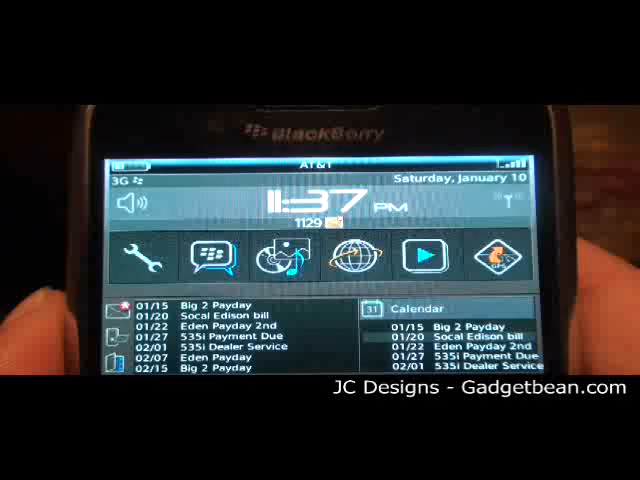 BlackBerry
AT&T
3G
Saturday, January 10
11:37 PM
1129
GPS
01/15 Big 2 Payday
01/20 Socal Edison bill
01/22 Eden Payday 2nd
01/27 535i Payment Due
02/01 535i Dealer Service
02/07 Eden Payday
02/15 Big 2 Payday
31 Calendar
01/15 Big 2 Payday
01/20 Socal Edison bill
01/22 Eden Payday 2nd
01/27 535i Payment Due
02/01 535i Dealer Service
JC Designs - Gadgetbean.com